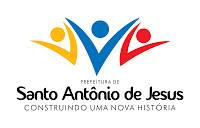 PREFEITURA DE
Santo Antônio de Jesus
CONSTRUINDO UMA NOVA HISTÓRIA